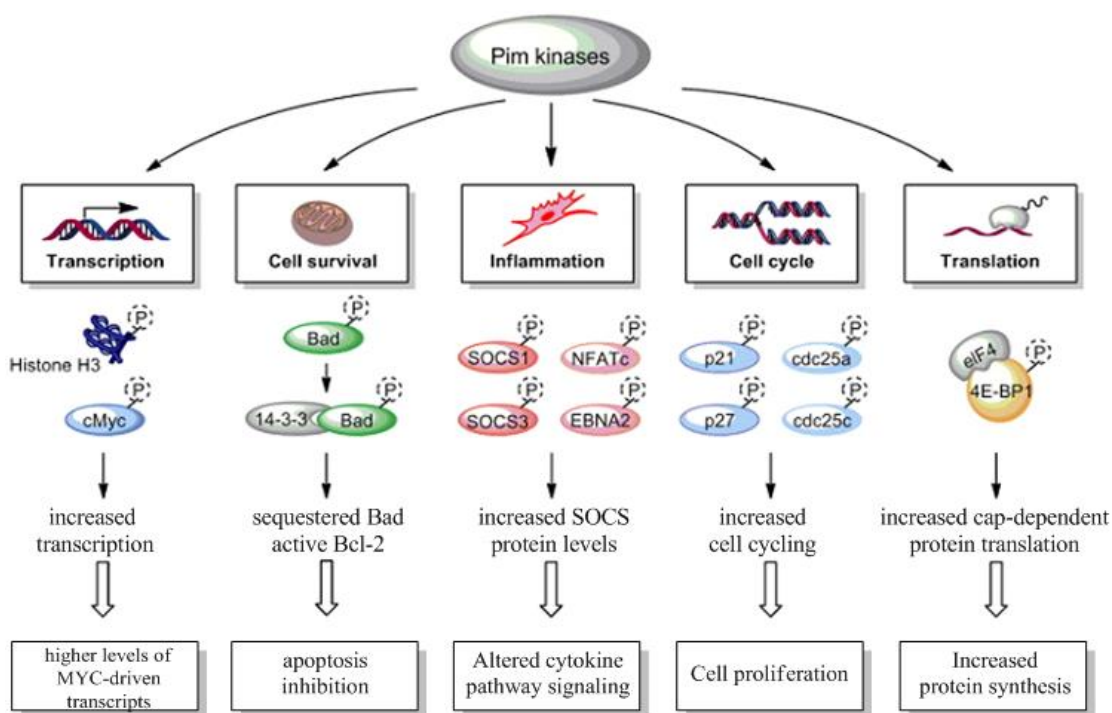 Pim kinases
Transcription
Cell survival
Inflammation
Cell cycle
Translation
P
Histone H3
P
cMyc
P
Bad
14-3-3
Bad
P
SOCS1
P
NFATc
P
SOCS3
P
EBNA2
P
p21
P
cdc25a
P
p27
P
cdc25c
eIF4
P
4E-BP1
increased
transcription
sequestered Bad
active Bcl-2
increased SOCS
protein levels
increased
cell cycling
increased cap-dependent
protein translation
higher levels of
MYC-driven
transcripts
apoptosis
inhibition
Altered cytokine
pathway signaling
Cell proliferation
Increased
protein synthesis